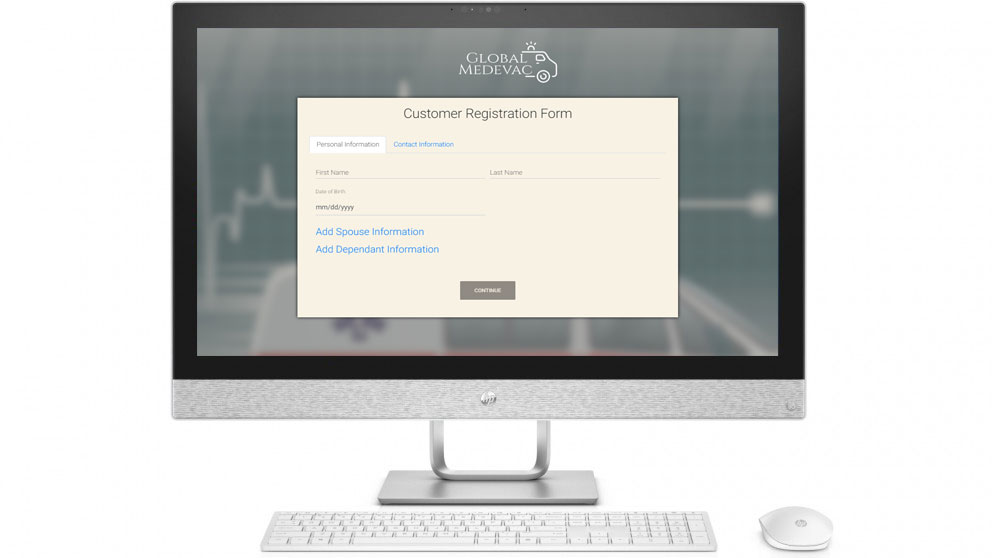 GLOBAL
MEDEVAC
Customer Registration Form
Personal Information
Contact Information
First Name
Last Name
Date of Birth
mm/dd/yyyy
Add Spouse Information
Add Dependant Information
CONTINUE
hp